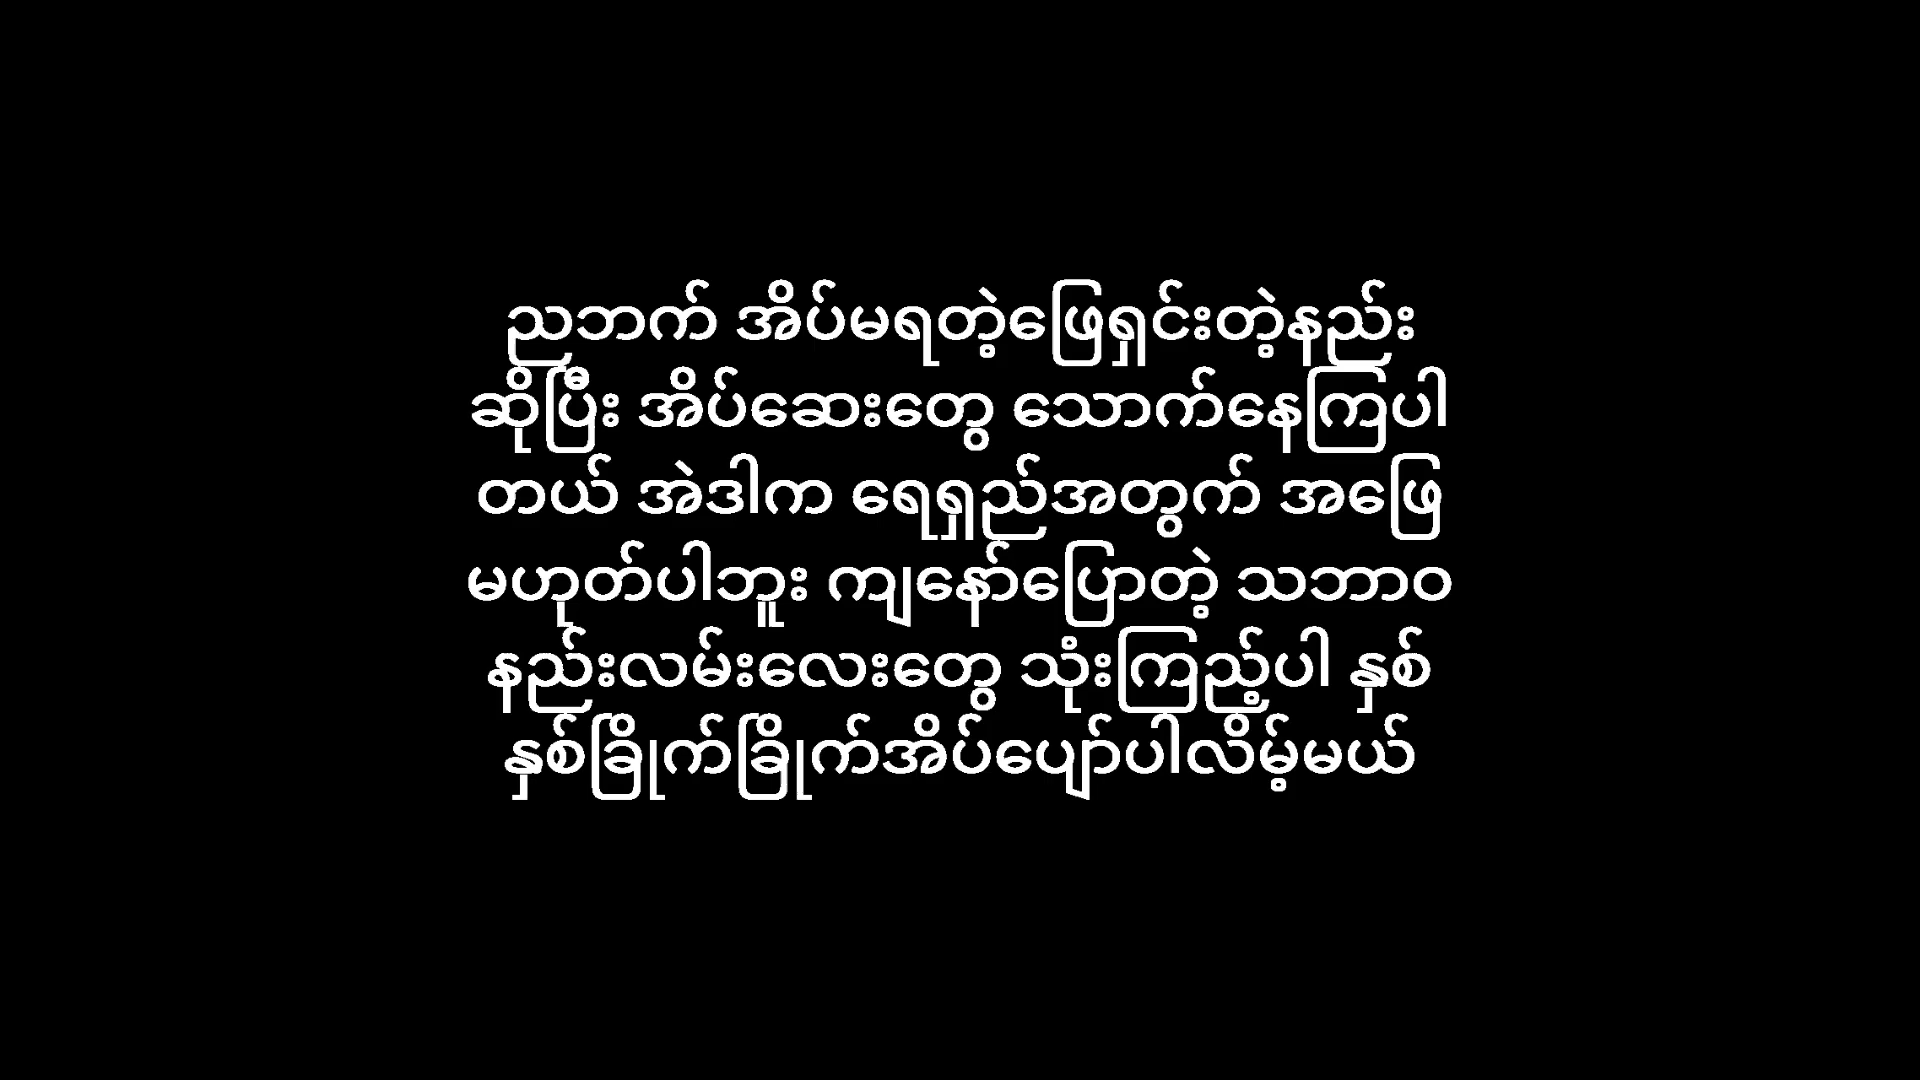 ညဘက် အိပ်မရတဲ့ဖြေရှင်းတဲ့နည်း
ဆိုပြီး အိပ်ဆေးတွေ သောက်နေကြပါ
တယ် အဲဒါက ရေရှည်အတွက် အဖြေ
မဟုတ်ပါဘူး ကျနော်ပြောတဲ့ သဘာဝ
နည်းလမ်းလေးတွေ သုံးကြည့်ပါ နှစ်
နှစ်ခြိုက်ခြိုက်အိပ်ပျော်ပါလိမ့်မယ်